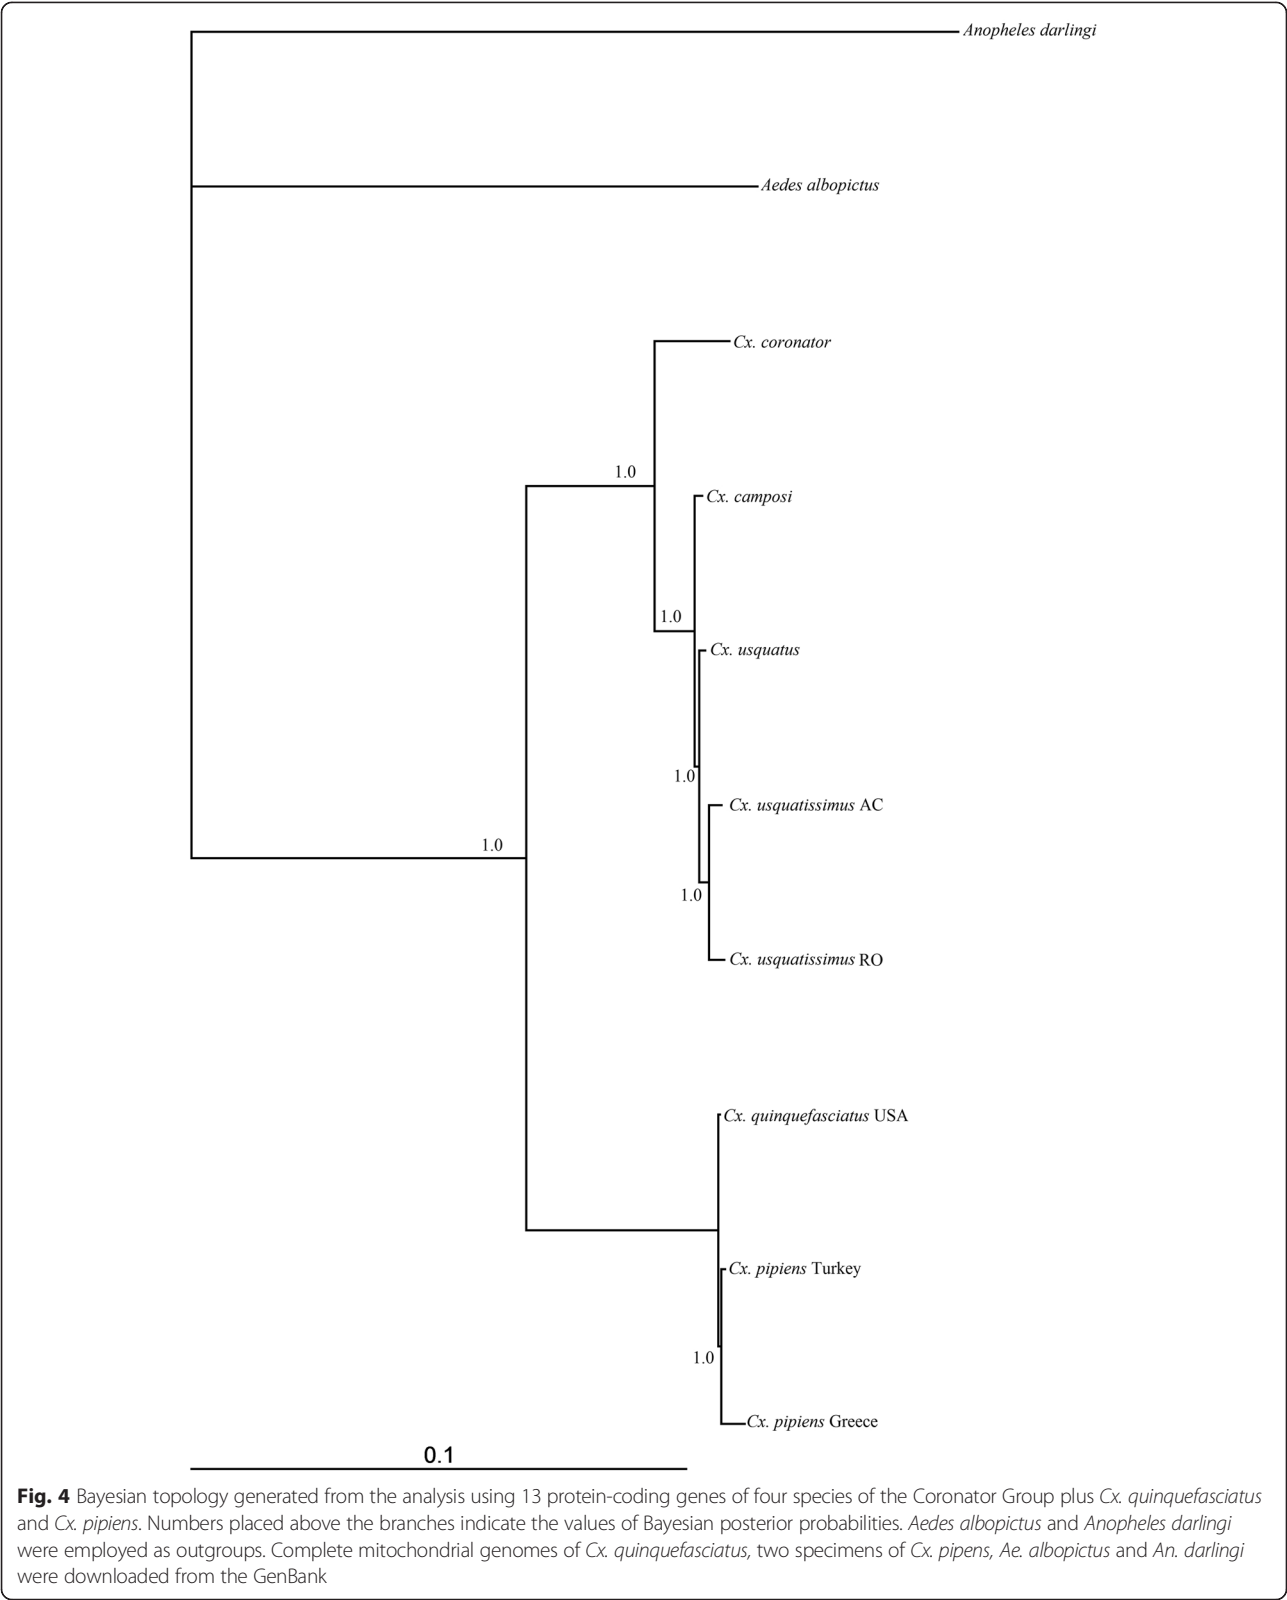 Anopheles darlingi
Aedes albopictus
Cx. coronator
1.0
Cx. camposi
1.0
Cx. usquatus
1.0
Cx. usquatissimus AC
1.0
1.0
Cx. usquatissimus RO
Cx. quinquefasciatus USA
Cx. pipiens Turkey
1.0
Cx. pipiens Greece
0.1
Fig. 4 Bayesian topology generated from the analysis using 13 protein-coding genes of four species of the Coronator Group plus Cx. quinquefasciatus
and Cx. pipiens. Numbers placed above the branches indicate the values of Bayesian posterior probabilities. Aedes albopictus and Anopheles darlingi
were employed as outgroups. Complete mitochondrial genomes of Cx. quinquefasciatus, two specimens of Cx. pipens, Ae. albopictus and An. darlingi
were downloaded from the GenBank